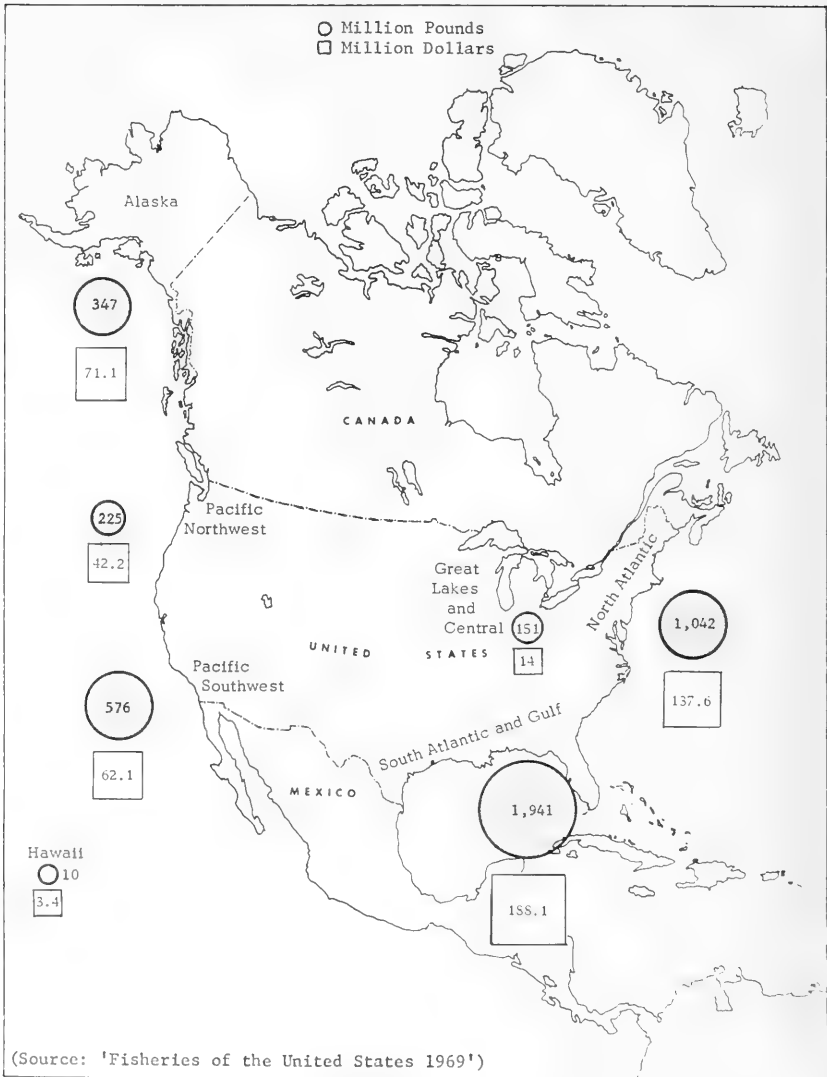 ○ Million Pounds
□ Million Dollars
Alaska
347
71.1
CANADA
225
42.2
Pacific
Northwest
Great
Lakes
and
Central
151
14
North Atlantic
1,042
137.6
UNITED STATES
Pacific
Southwest
576
62.1
South Atlantic and Gulf
MEXICO
1,941
188.1
Hawaii
10
3.4
(Source: 'Fisheries of the United States 1969')